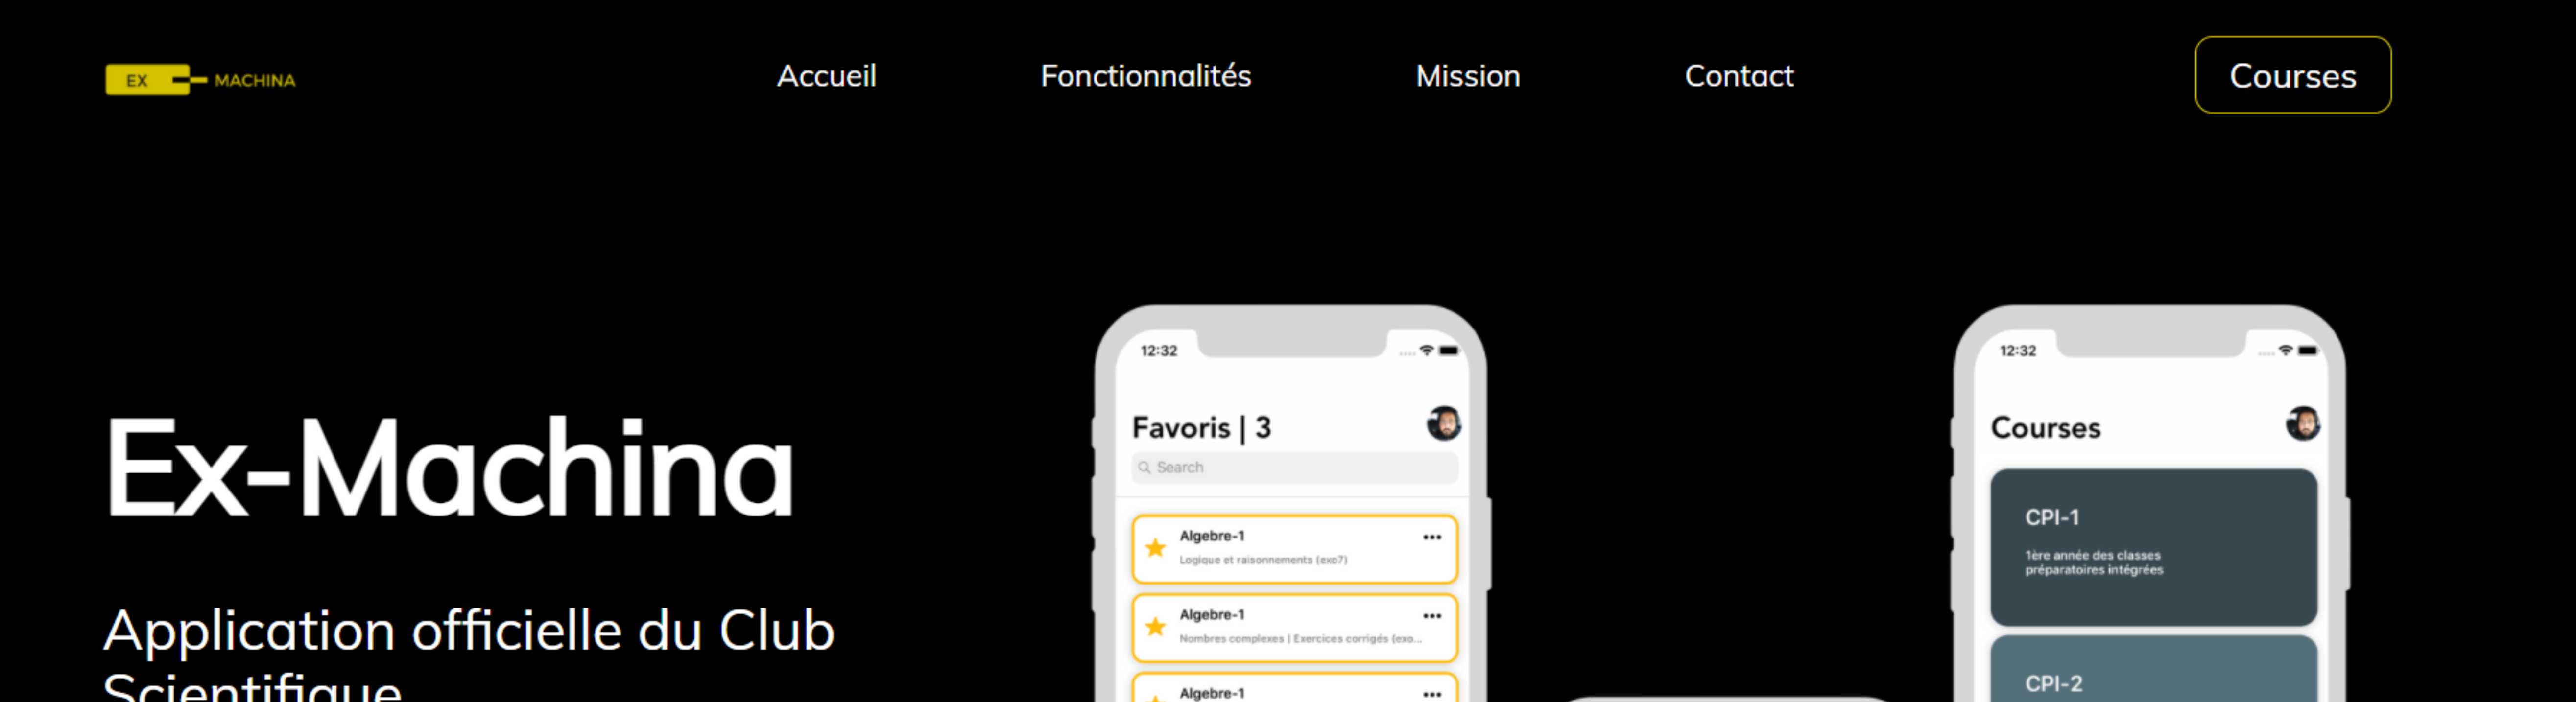 EX MACHINA
Accueil
Fonctionnalités
Mission
Contact
Courses
Ex-Machina
Application officielle du Club
Scientifique
12:32
Favoris | 3
Search
Algebre-1
Logique et raisonnements (exo7)
Algebre-1
Nombres complexes | Exercices corrigés (exo...
Algebre-1
12:32
Courses
CPI-1
1ère année des classes
préparatoires intégrées
CPI-2